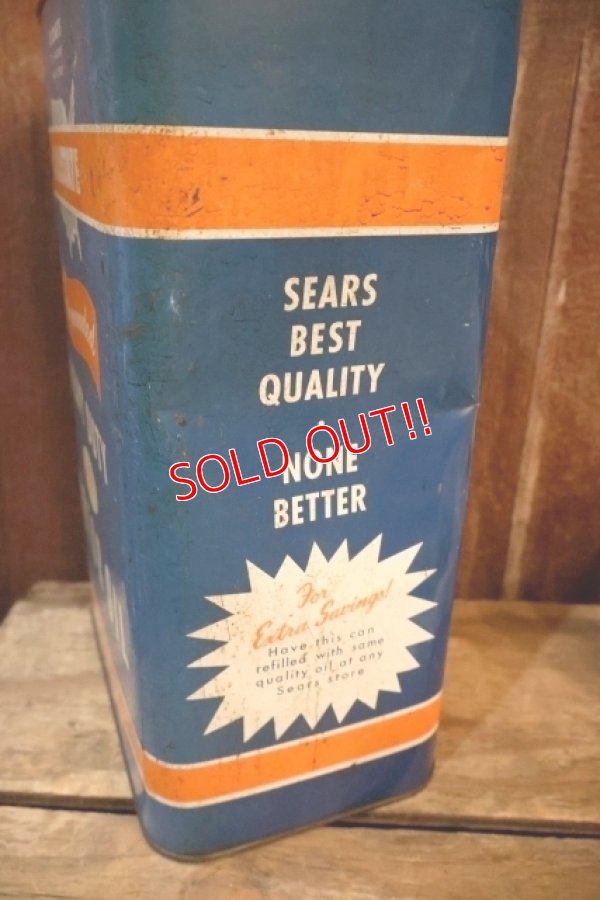 SEARS
BEST
QUALITY
NONE
BETTER
SOLD OUT!!
For
Extra Savings!
Have this can
refilled with same
quality oil at any
Sears store